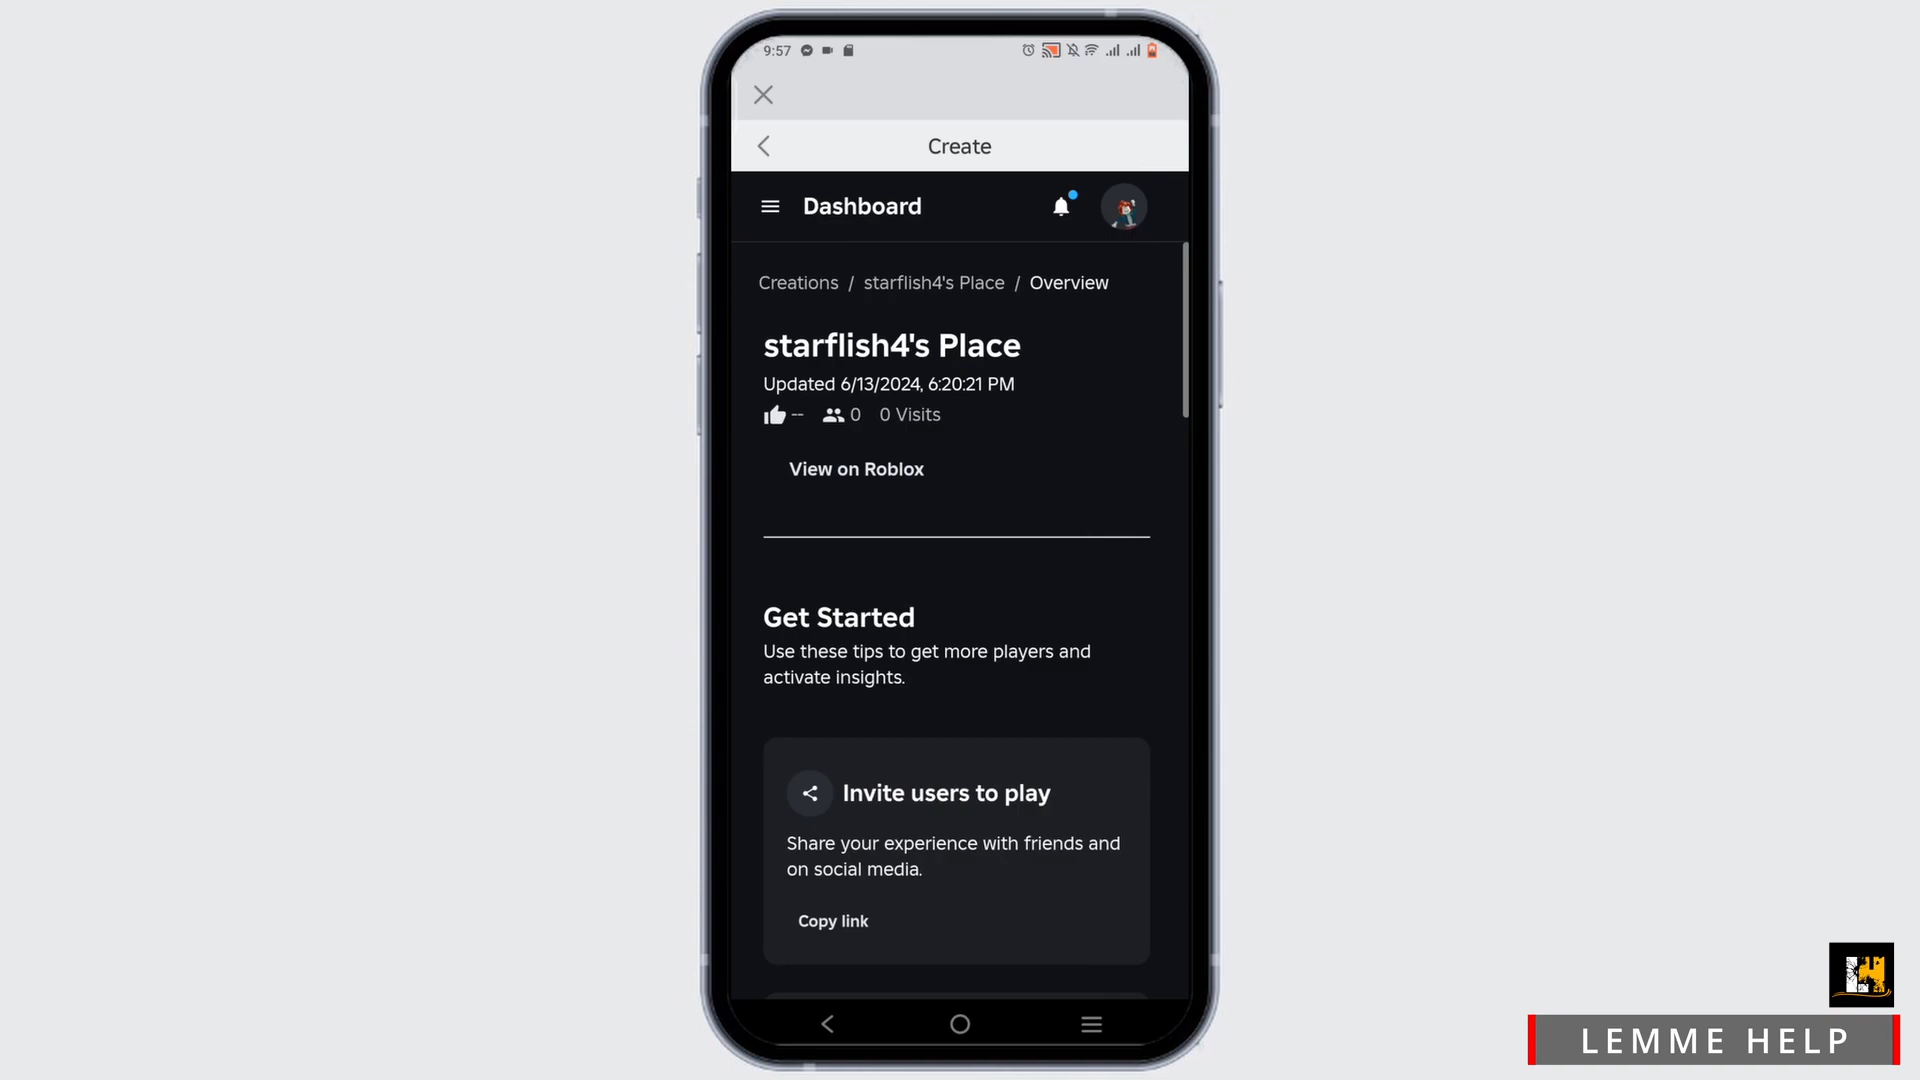 9:57
Create
Dashboard
Creations / starflish4's Place / Overview
starflish4's Place
Updated 6/13/2024, 6:20:21 PM
-- 0 0 Visits
View on Roblox
Get Started
Use these tips to get more players and
activate insights.
Invite users to play
Share your experience with friends and
on social media.
Copy link
LH
LEMME HELP